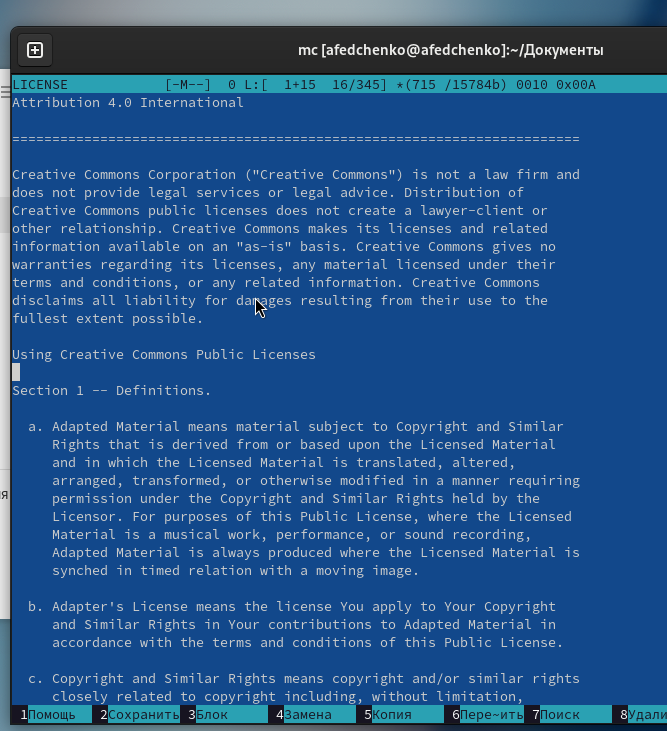 mc [afedchenko@afedchenko]:~/Документы
LICENSE [-M--] 0 L:[ 1+15 16/345] *(715 /15784b) 0010 0x00A
Attribution 4.0 International
=======================================================================
Creative Commons Corporation ("Creative Commons") is not a law firm and
does not provide legal services or legal advice. Distribution of
Creative Commons public licenses does not create a lawyer-client or
other relationship. Creative Commons makes its licenses and related
information available on an "as-is" basis. Creative Commons gives no
warranties regarding its licenses, any material licensed under their
terms and conditions, or any related information. Creative Commons
disclaims all liability for damages resulting from their use to the
fullest extent possible.
Using Creative Commons Public Licenses
Section 1 -- Definitions.
a. Adapted Material means material subject to Copyright and Similar
Rights that is derived from or based upon the Licensed Material
and in which the Licensed Material is translated, altered,
arranged, transformed, or otherwise modified in a manner requiring
permission under the Copyright and Similar Rights held by the
Licensor. For purposes of this Public License, where the Licensed
Material is a musical work, performance, or sound recording,
Adapted Material is always produced where the Licensed Material is
synched in timed relation with a moving image.
b. Adapter's License means the license You apply to Your Copyright
and Similar Rights in Your contributions to Adapted Material in
accordance with the terms and conditions of this Public License.
c. Copyright and Similar Rights means copyright and/or similar rights
closely related to copyright including, without limitation,
1Помощь 2Сохранить 3Блок 4Замена 5Копия 6Пере~ить 7Поиск 8Удали